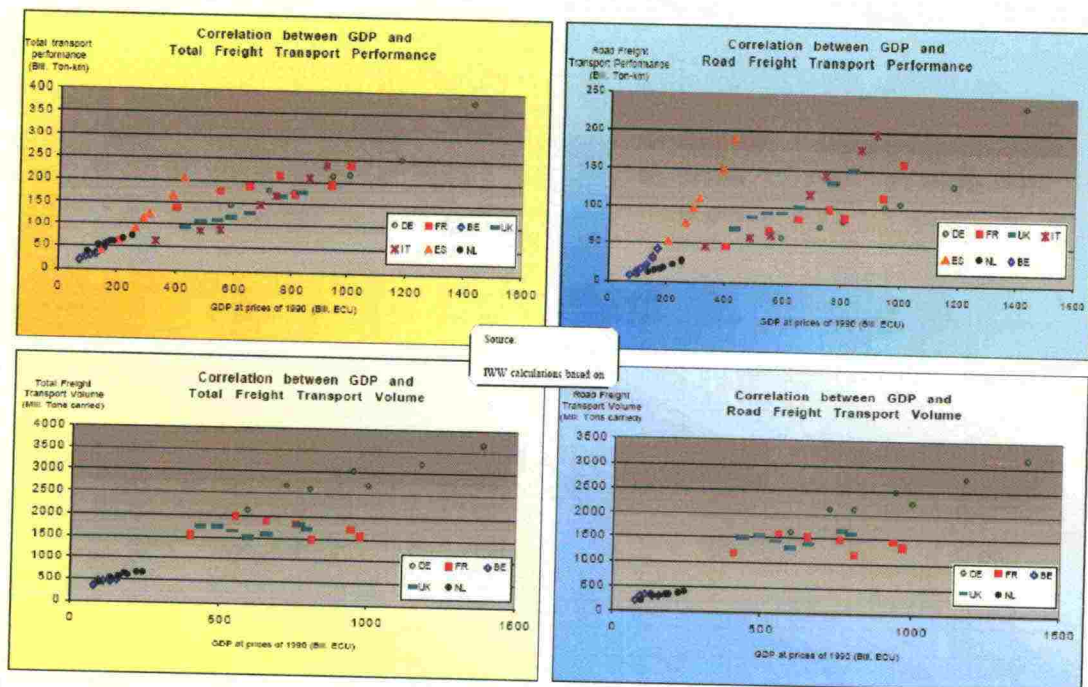 Correlation between GDP and
Total Freight Transport Performance
Total transport
performance
(Bill. Ton-km)
400
350
300
250
200
150
100
50
0
0 200 400 600 800 1000 1200 1400 1600
GDP at prices of 1990 (Bill. ECU)
DE FR BE UK
IT ES NL
Correlation between GDP and
Road Freight Transport Performance
Road Freight
Transport Performance
(Bill. Ton-km)
250
200
150
100
50
0
0 200 400 600 800 1000 1200 1400 1600
GDP at prices of 1990 (Bill. ECU)
DE FR UK IT
ES NL BE
Source:
IWW calculations based on
Correlation between GDP and
Total Freight Transport Volume
Total Freight
Transport Volume
(Mill. Tons carried)
4000
3500
3000
2500
2000
1500
1000
500
0
0 500 1000 1500
GDP at prices of 1990 (Bill. ECU)
DE FR BE
UK NL
Correlation between GDP and
Road Freight Transport Volume
Road Freight
Transport Volume
(Mill. Tons carried)
3500
3000
2500
2000
1500
1000
500
0
0 500 1000 1500
GDP at prices of 1990 (Bill. ECU)
DE FR BE
UK NL